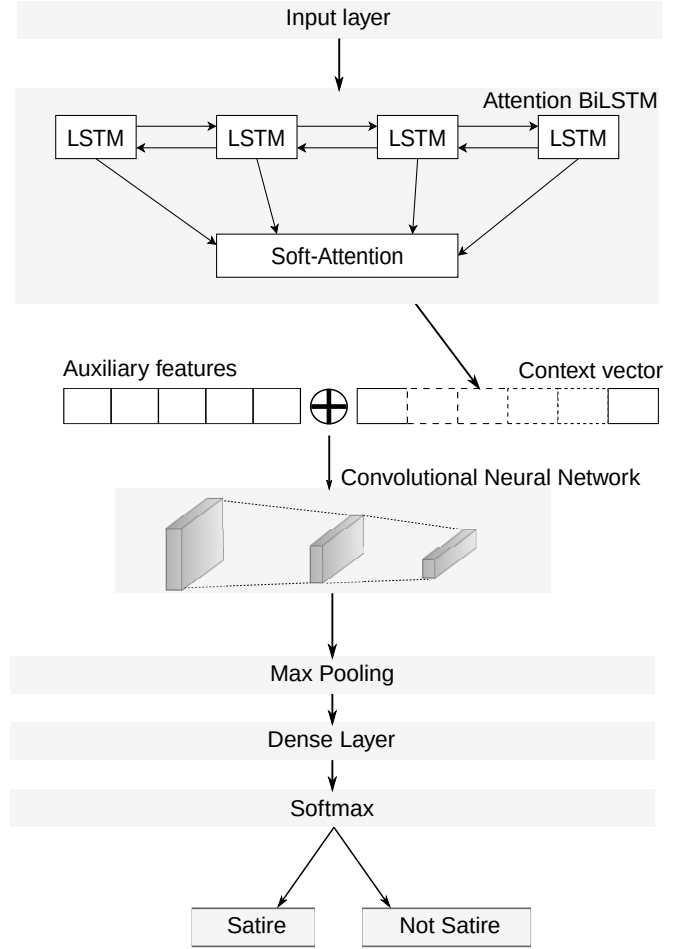 Input layer
Attention BiLSTM
LSTM LSTM LSTM LSTM
Soft-Attention
Auxiliary features Context vector
Convolutional Neural Network
Max Pooling
Dense Layer
Softmax
Satire Not Satire